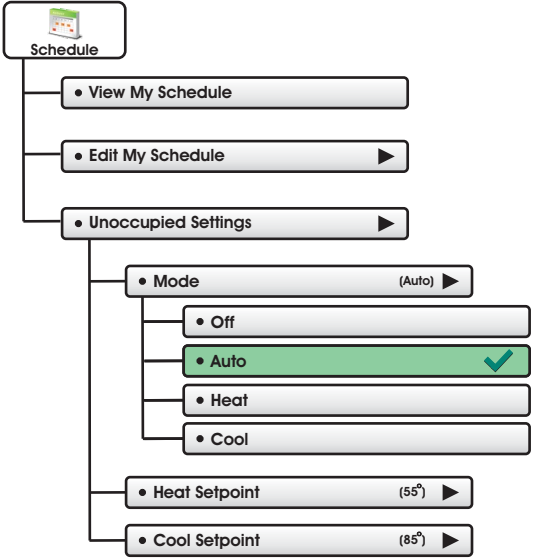 Schedule
• View My Schedule
• Edit My Schedule
• Unoccupied Settings
• Mode (Auto)
• Off
• Auto
• Heat
• Cool
• Heat Setpoint (55°)
• Cool Setpoint (85°)